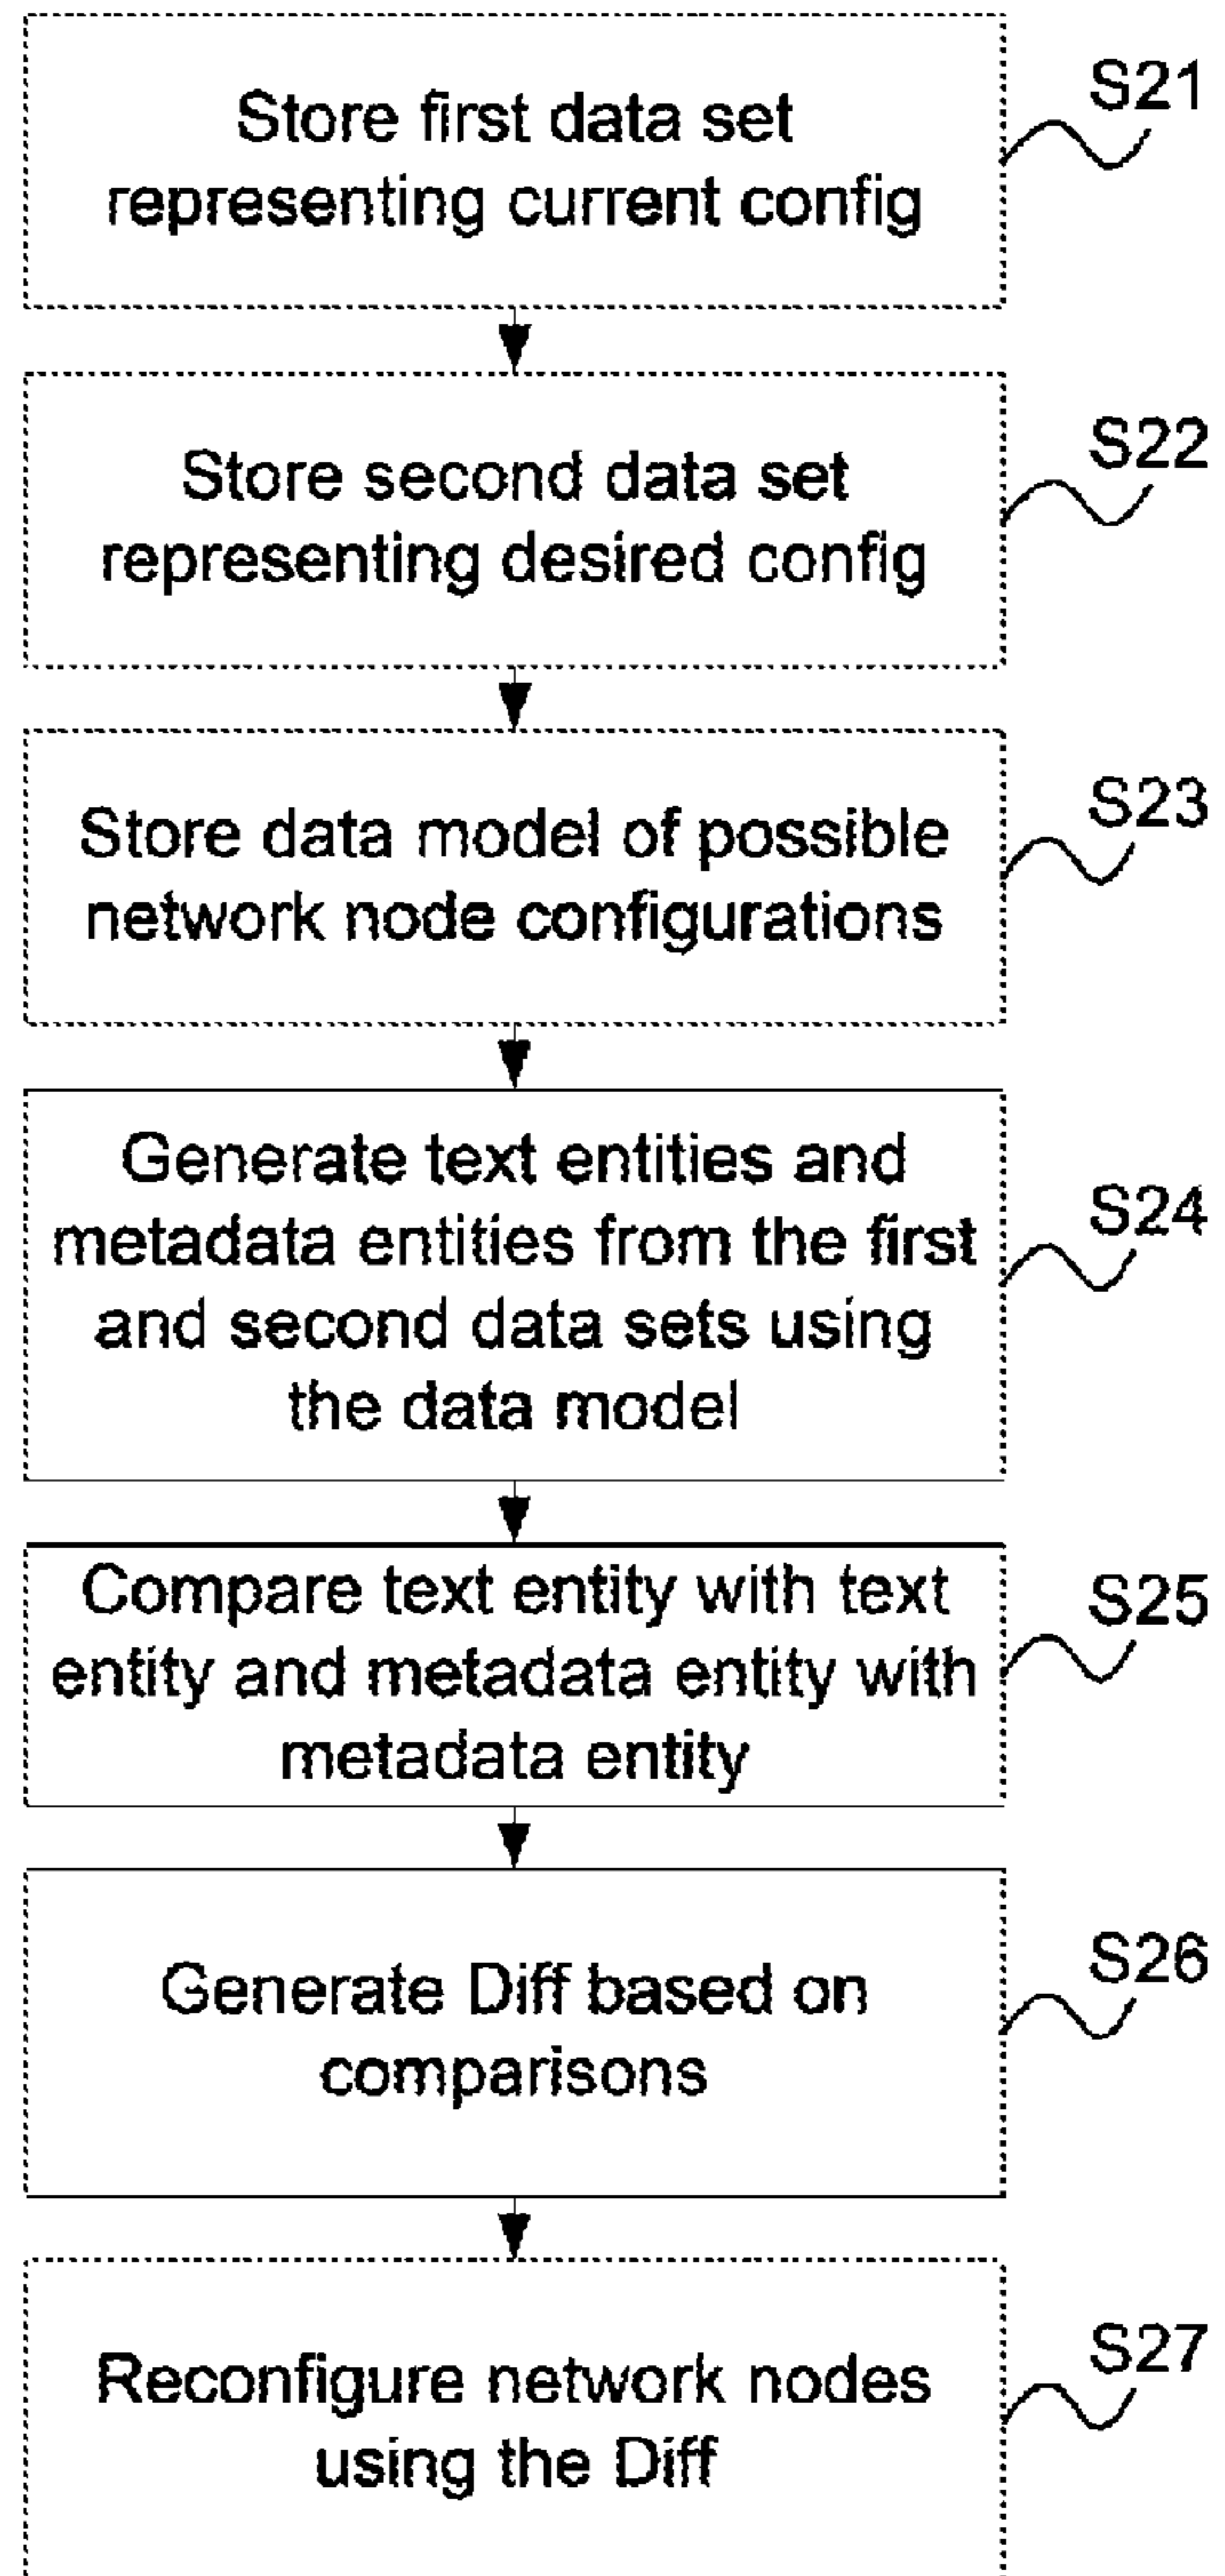 S21
Store first data set
representing current config
S22
Store second data set
representing desired config
S23
Store data model of possible
network node configurations
Generate text entities and
metadata entities from the first
S24
and second data sets using
the data model
Compare text entity with text
S25
entity and metadata entity with
metadata entity
S26
Generate Diff based on
comparisons
S27
Reconfigure network nodes
using the Diff